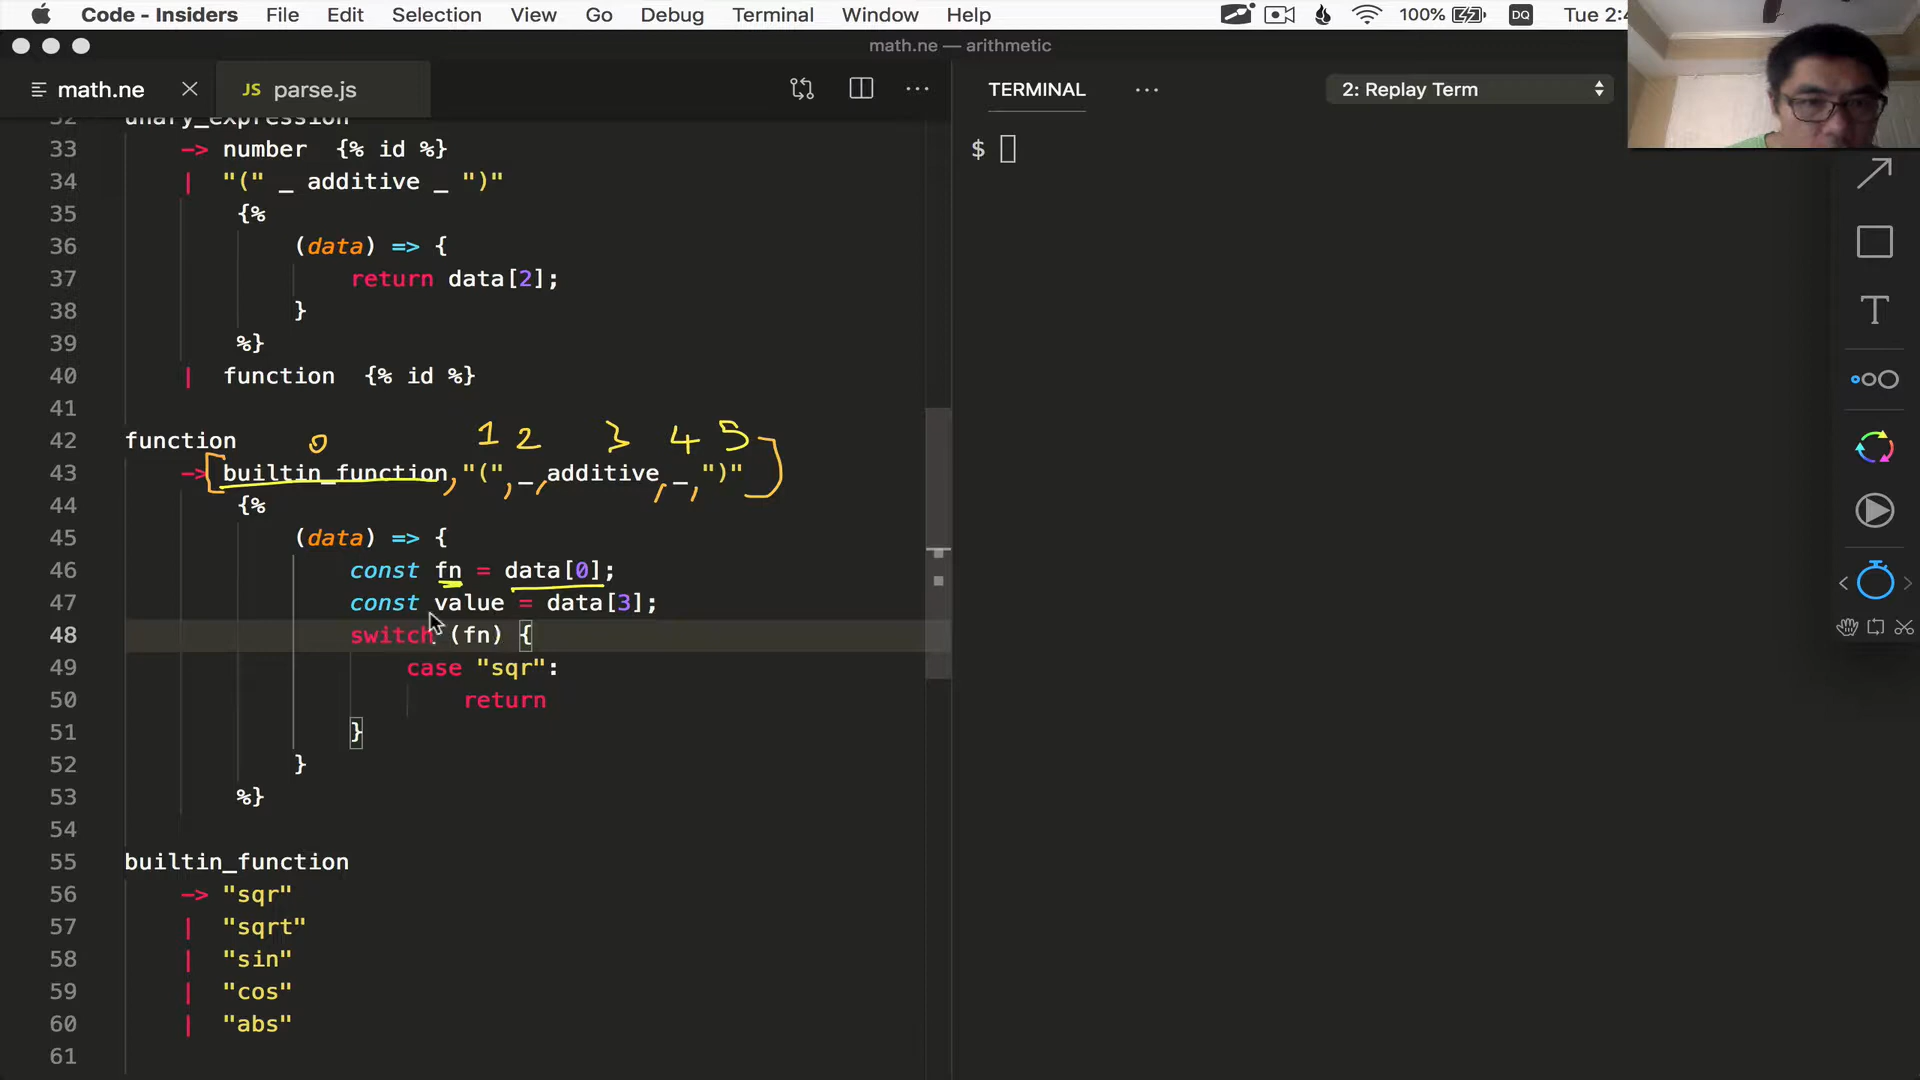 Code - Insiders File Edit Selection View Go Debug Terminal Window Help 100% DQ Tue 2:4
math.ne — arithmetic
math.ne JS parse.js ··· TERMINAL ··· 2: Replay Term
32 unary_expression
33 -> number {% id %}
34 | "(" _ additive _ ")"
35 {%
36 (data) => {
37 return data[2];
38 }
39 %}
40 | function {% id %}
41
42 function
0 1 2 3 4 5
43 -> [builtin_function, "(" , _ , additive , _ , ")" ]
44 {%
45 (data) => {
46 const fn = data[0];
47 const value = data[3];
48 switch (fn) {
49 case "sqr":
50 return
51 }
52 }
53 %}
54
55 builtin_function
56 -> "sqr"
57 | "sqrt"
58 | "sin"
59 | "cos"
60 | "abs"
61
$
T